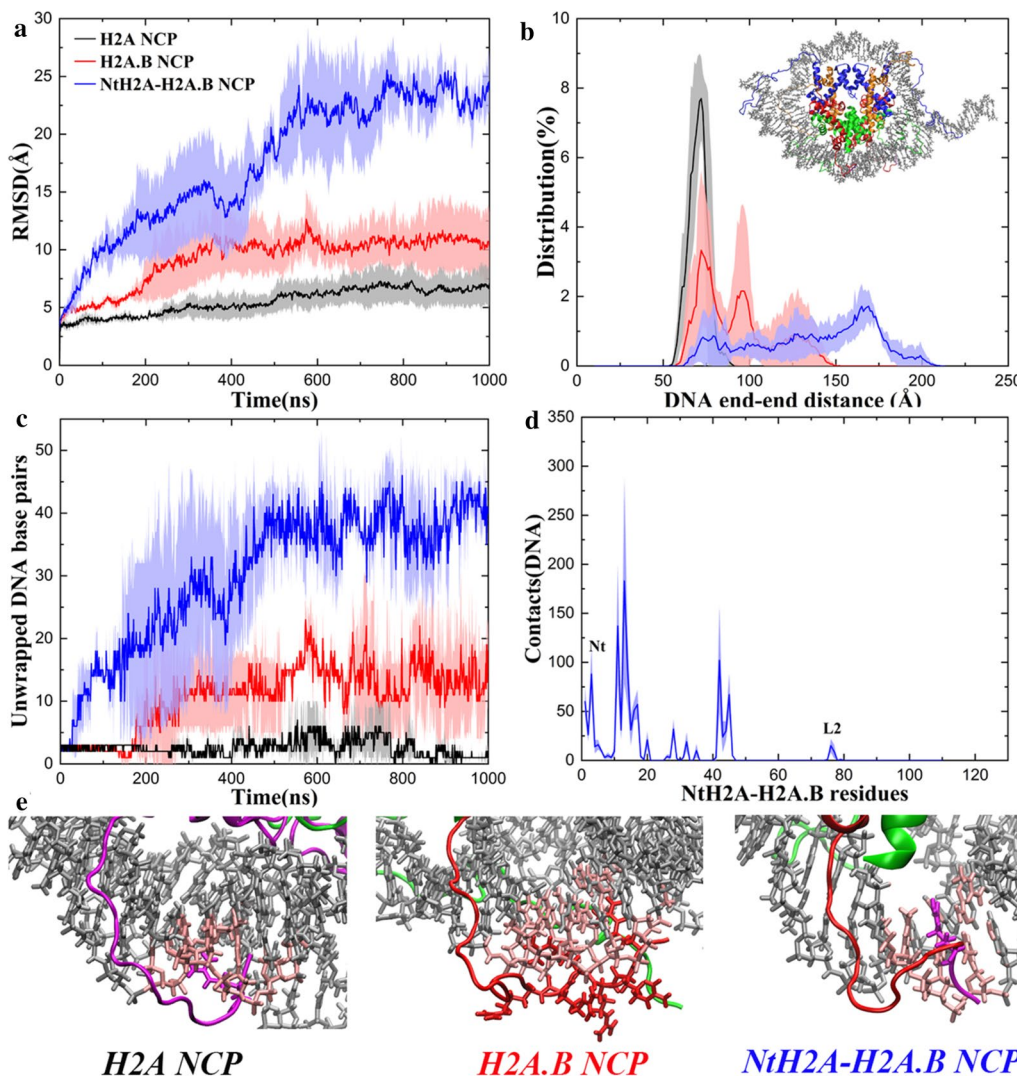 a
30
25
20
15
10
5
0
RMSD(Å)
H2A NCP
H2A.B NCP
NtH2A-H2A.B NCP
0 200 400 600 800 1000
Time(ns)
b
10
8
6
4
2
0
Distribution(%)
0 50 100 150 200 250
DNA end-end distance (Å)
c
50
40
30
20
10
0
Unwrapped DNA base pairs
0 200 400 600 800 1000
Time(ns)
d
350
300
250
200
150
100
50
0
Contacts(DNA)
Nt
L2
0 20 40 60 80 100 120
NtH2A-H2A.B residues
e
H2A NCP
H2A.B NCP
NtH2A-H2A.B NCP